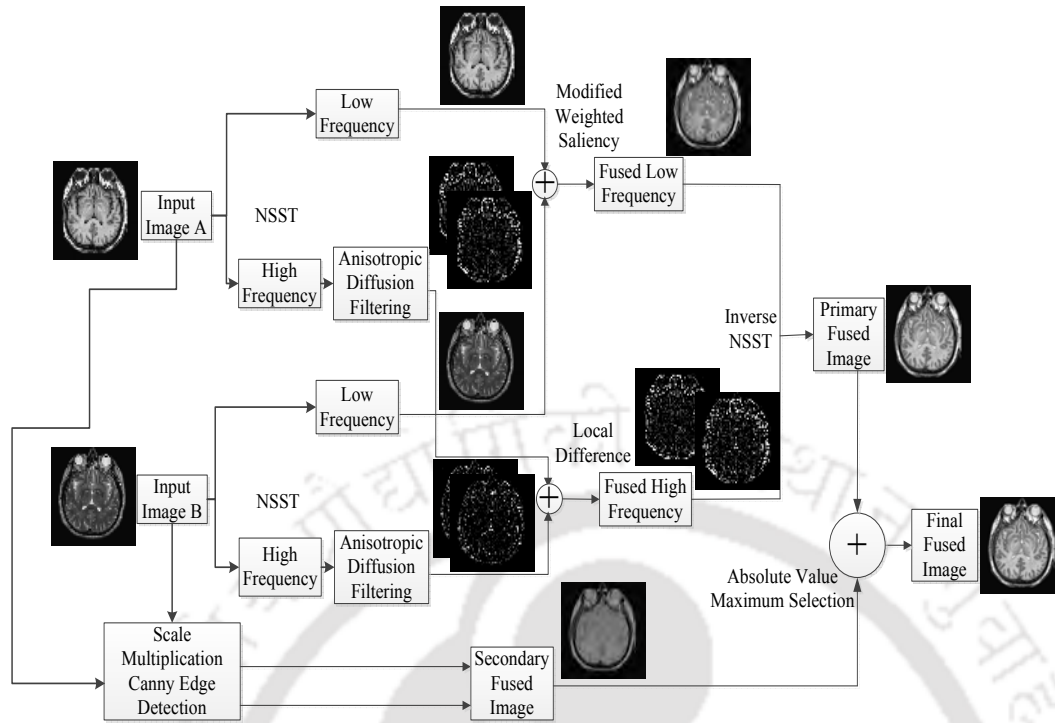 Low
Frequency
Modified
Weighted
Saliency
Input
Image A
NSST
Fused Low
Frequency
High
Frequency
Anisotropic
Diffusion
Filtering
Inverse
NSST
Primary
Fused
Image
Low
Frequency
Local
Difference
Input
Image B
NSST
Fused High
Frequency
High
Frequency
Anisotropic
Diffusion
Filtering
Final
Fused
Image
Absolute Value
Maximum Selection
Scale
Multiplication
Canny Edge
Detection
Secondary
Fused
Image